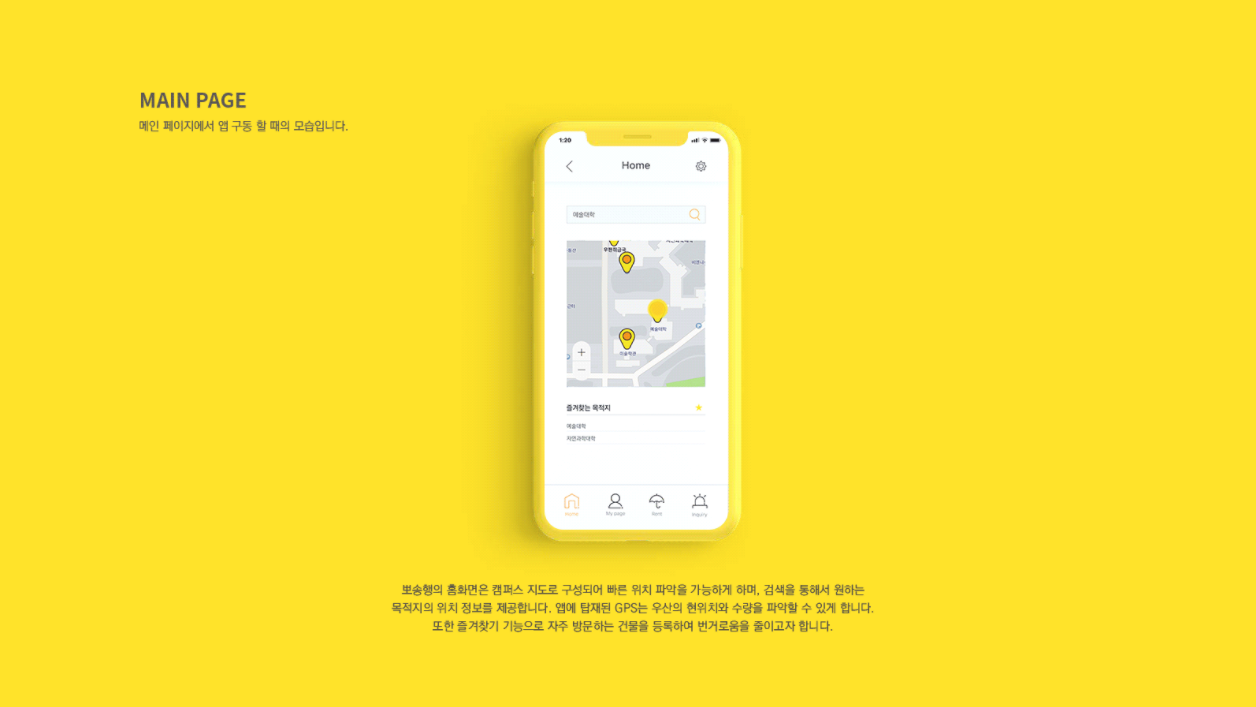 MAIN PAGE
메인 페이지에서 앱 구동 할 때의 모습입니다.
1:20
Home
예술대학
우현학습관
예술대학
미술학관
+
−
즐겨찾는 목적지
예술대학
자연과학대학
Home
My page
Rent
Inquiry
뽀송행의 홈화면은 캠퍼스 지도로 구성되어 빠른 위치 파악을 가능하게 하며, 검색을 통해서 원하는
목적지의 위치 정보를 제공합니다. 앱에 탑재된 GPS는 우산의 현위치와 수량을 파악할 수 있게 합니다.
또한 즐겨찾기 기능으로 자주 방문하는 건물을 등록하여 번거로움을 줄이고자 합니다.